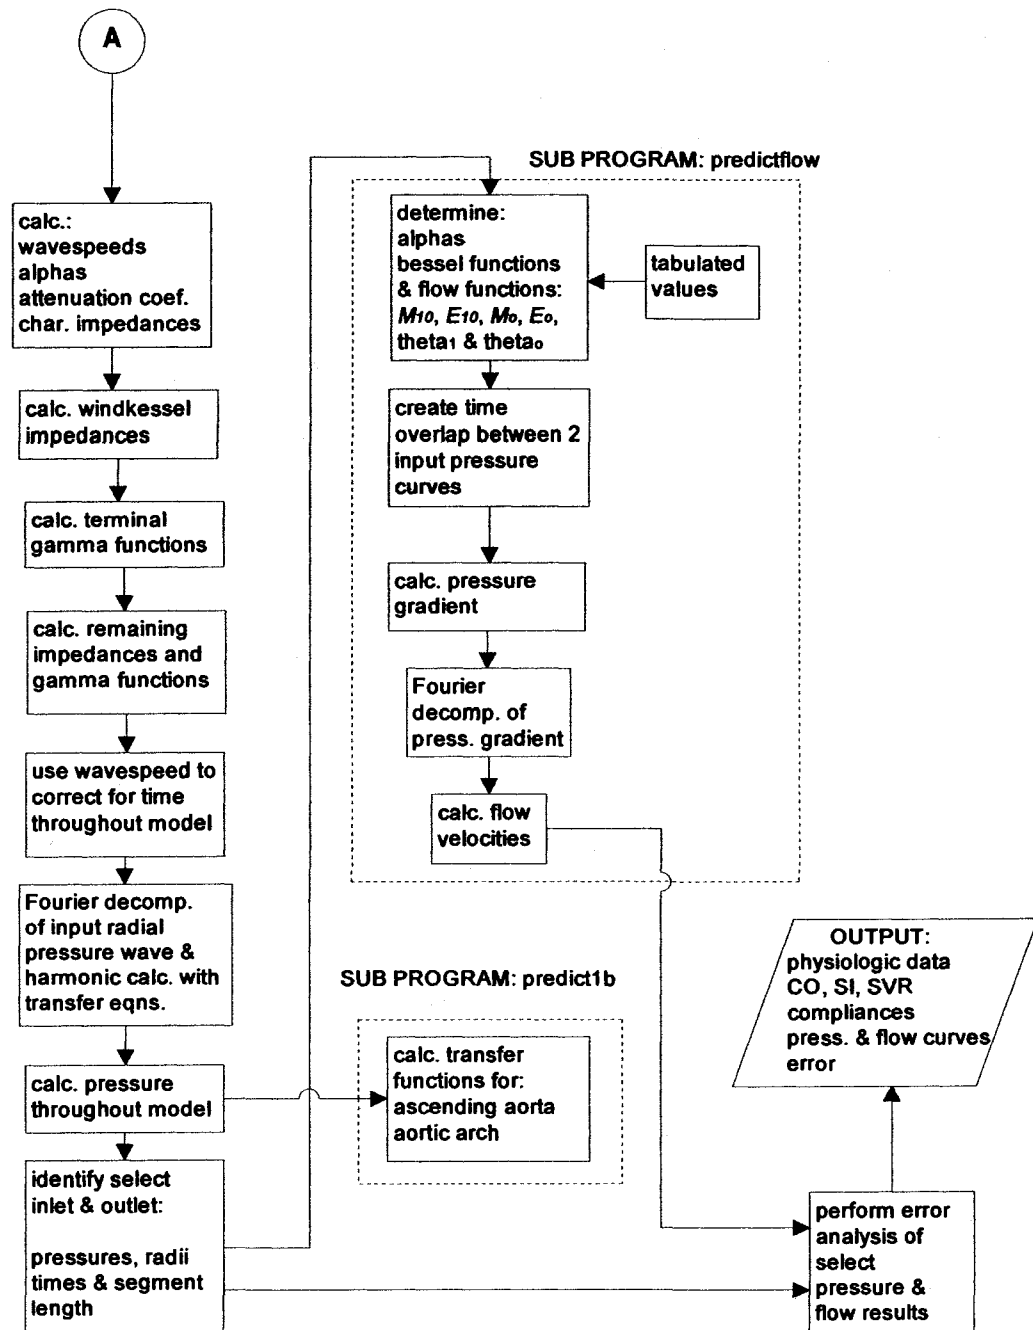 A
calc.:
wavespeeds
alphas
attenuation coef.
char. impedances
calc. windkessel
impedances
calc. terminal
gamma functions
calc. remaining
impedances and
gamma functions
use wavespeed to
correct for time
throughout model
Fourier decomp.
of input radial
pressure wave &
harmonic calc. with
transfer eqns.
calc. pressure
throughout model
identify select
inlet & outlet:
pressures, radii
times & segment
length
SUB PROGRAM: predictflow
determine:
alphas
bessel functions
& flow functions:
M10, E10, Mo, Eo,
theta1 & thetao
tabulated
values
create time
overlap between 2
input pressure
curves
calc. pressure
gradient
Fourier
decomp. of
press. gradient
calc. flow
velocities
SUB PROGRAM: predict1b
calc. transfer
functions for:
ascending aorta
aortic arch
OUTPUT:
physiologic data
CO, SI, SVR
compliances
press. & flow curves
error
perform error
analysis of
select
pressure &
flow results